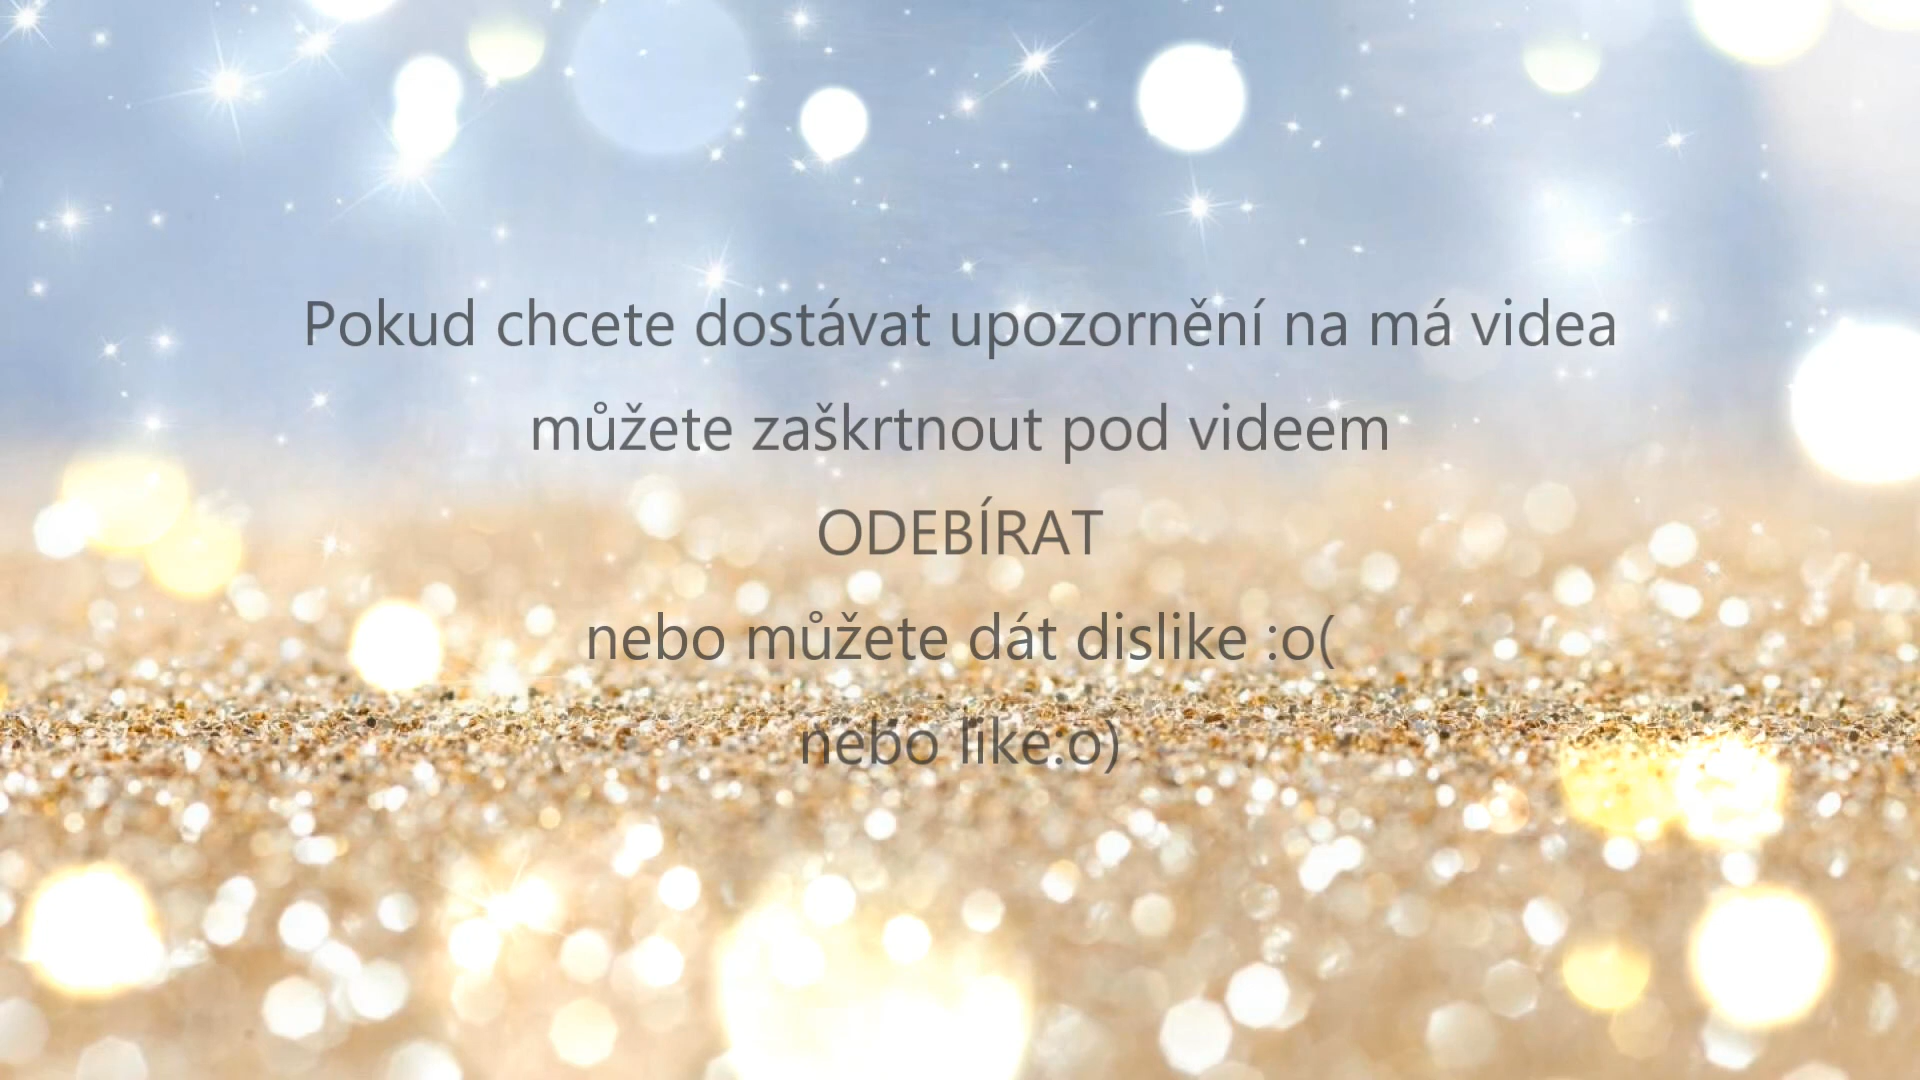 Pokud chcete dostávat upozornění na má videa
můžete zaškrtnout pod videem
ODEBÍRAT
nebo můžete dát dislike :o(
nebo like:o)